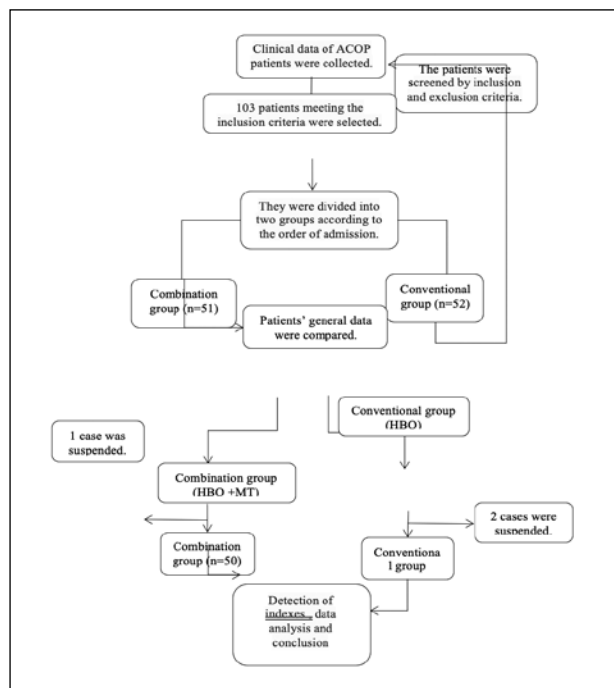 Clinical data of ACOP
patients were collected.
The patients were
screened by inclusion
and exclusion criteria.
103 patients meeting the
inclusion criteria were selected.
They were divided into
two groups according to
the order of admission.
Combination
group (n=51)
Conventional
group (n=52)
Patients’ general data
were compared.
Conventional group
(HBO)
1 case was
suspended.
Combination group
(HBO +MT)
2 cases were
suspended.
Combination
group (n=50)
Conventiona
l group
Detection of
indexes, data
analysis and
conclusion